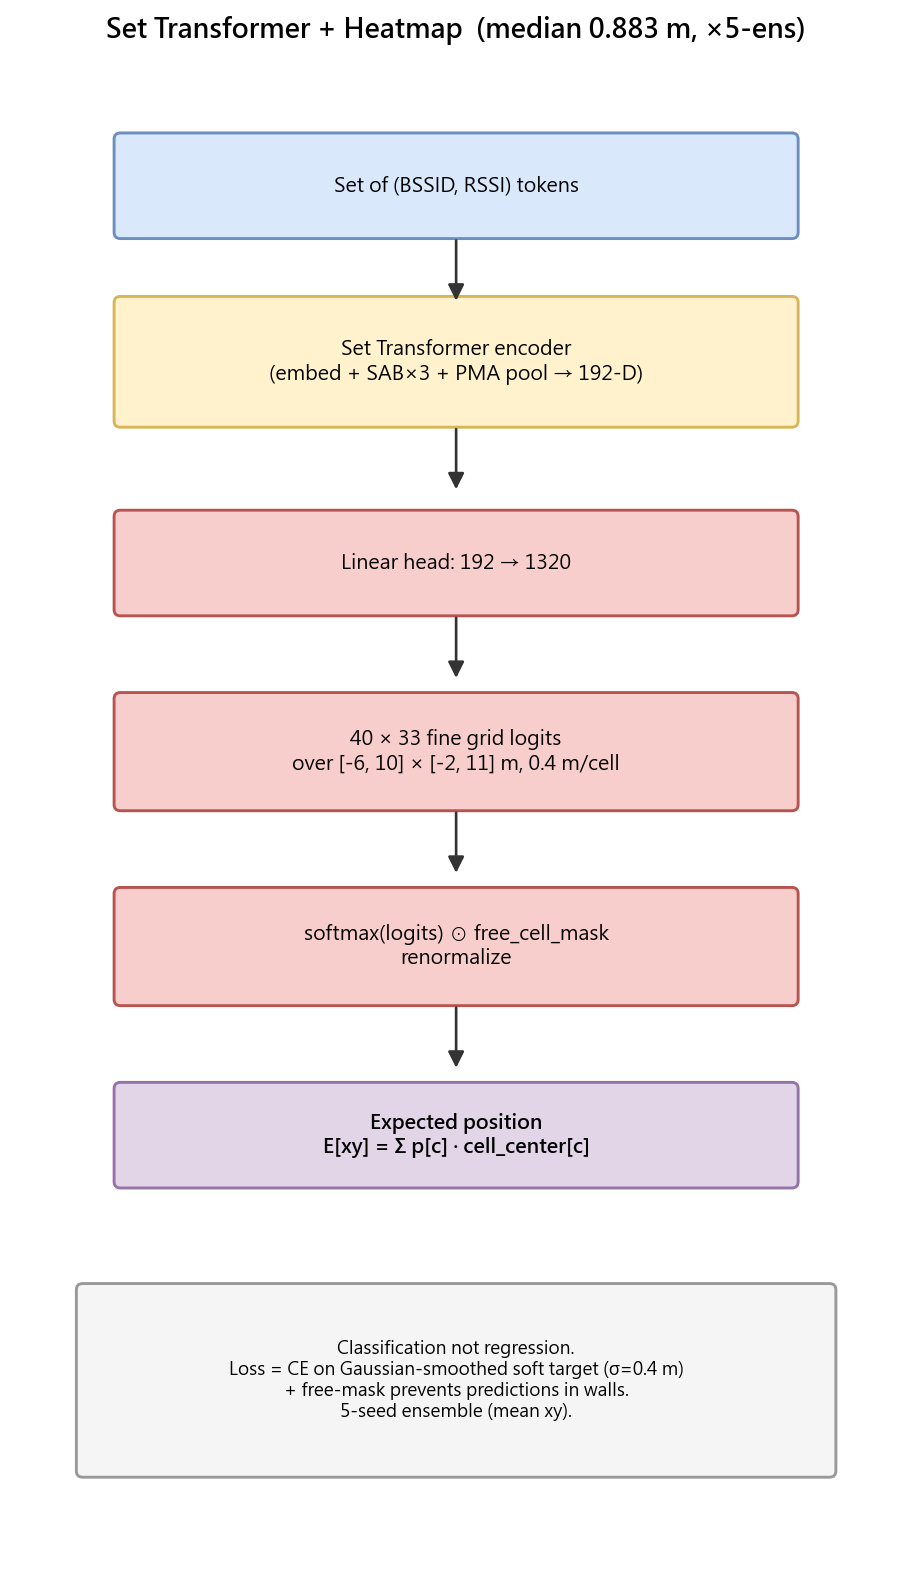 Set Transformer + Heatmap (median 0.883 m, ×5-ens)
Set of (BSSID, RSSI) tokens
Set Transformer encoder
(embed + SAB×3 + PMA pool → 192-D)
Linear head: 192 → 1320
40 × 33 fine grid logits
over [-6, 10] × [-2, 11] m, 0.4 m/cell
softmax(logits) ⊙ free_cell_mask
renormalize
Expected position
E[xy] = Σ p[c] · cell_center[c]
Classification not regression.
Loss = CE on Gaussian-smoothed soft target (σ=0.4 m)
+ free-mask prevents predictions in walls.
5-seed ensemble (mean xy).